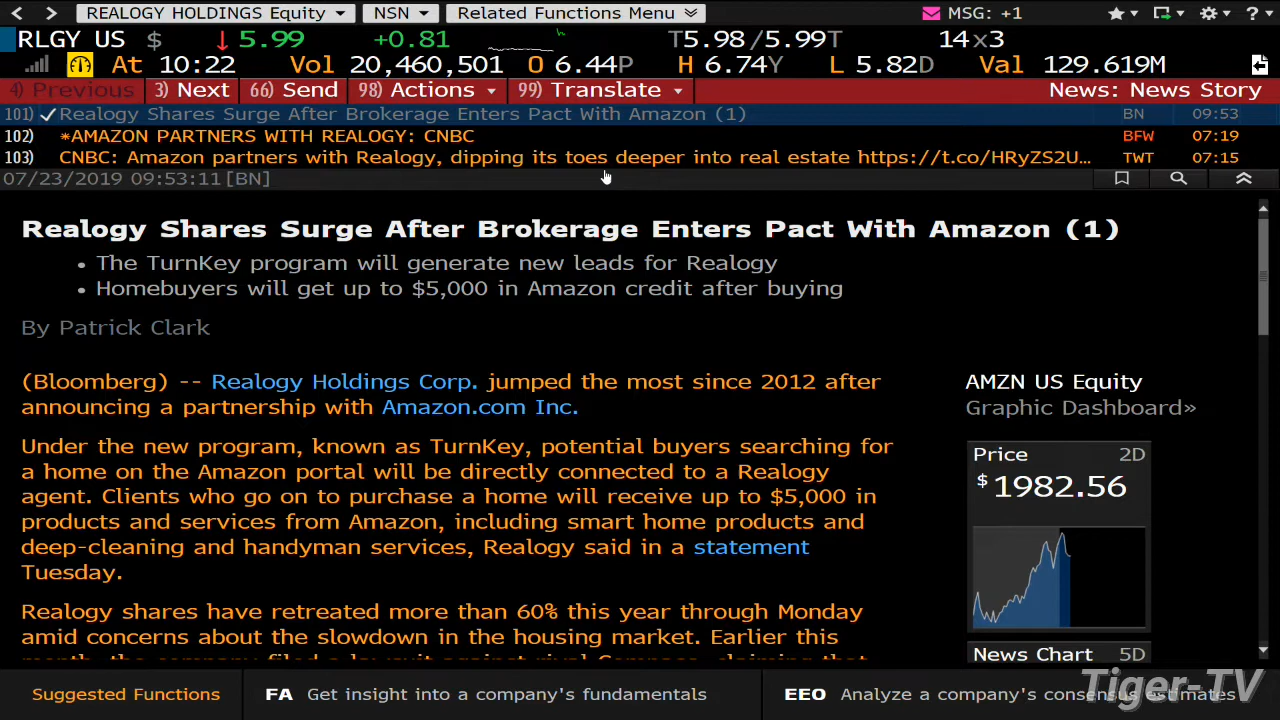 REALOGY HOLDINGS Equity NSN Related Functions Menu MSG: +1
RLGY US $ ↓ 5.99 +0.81 T5.98/5.99T 14x3
At 10:22 Vol 20,460,501 O 6.44P H 6.74Y L 5.82D Val 129.619M
4) Previous 3) Next 66) Send 98) Actions 99) Translate News: News Story
101) Realogy Shares Surge After Brokerage Enters Pact With Amazon (1) BN 09:53
102) *AMAZON PARTNERS WITH REALOGY: CNBC BFW 07:19
103) CNBC: Amazon partners with Realogy, dipping its toes deeper into real estate https://t.co/HRyZS2U… TWT 07:15
07/23/2019 09:53:11 [BN]
Realogy Shares Surge After Brokerage Enters Pact With Amazon (1)
• The TurnKey program will generate new leads for Realogy
• Homebuyers will get up to $5,000 in Amazon credit after buying
By Patrick Clark
(Bloomberg) -- Realogy Holdings Corp. jumped the most since 2012 after
announcing a partnership with Amazon.com Inc.
Under the new program, known as TurnKey, potential buyers searching for
a home on the Amazon portal will be directly connected to a Realogy
agent. Clients who go on to purchase a home will receive up to $5,000 in
products and services from Amazon, including smart home products and
deep-cleaning and handyman services, Realogy said in a statement
Tuesday.
Realogy shares have retreated more than 60% this year through Monday
amid concerns about the slowdown in the housing market. Earlier this
month, the company filed a lawsuit against rival Compass, claiming that
AMZN US Equity
Graphic Dashboard»
Price 2D
$1982.56
News Chart 5D
Suggested Functions FA Get insight into a company's fundamentals EEO Analyze a company's consensus estimates
Tiger-TV